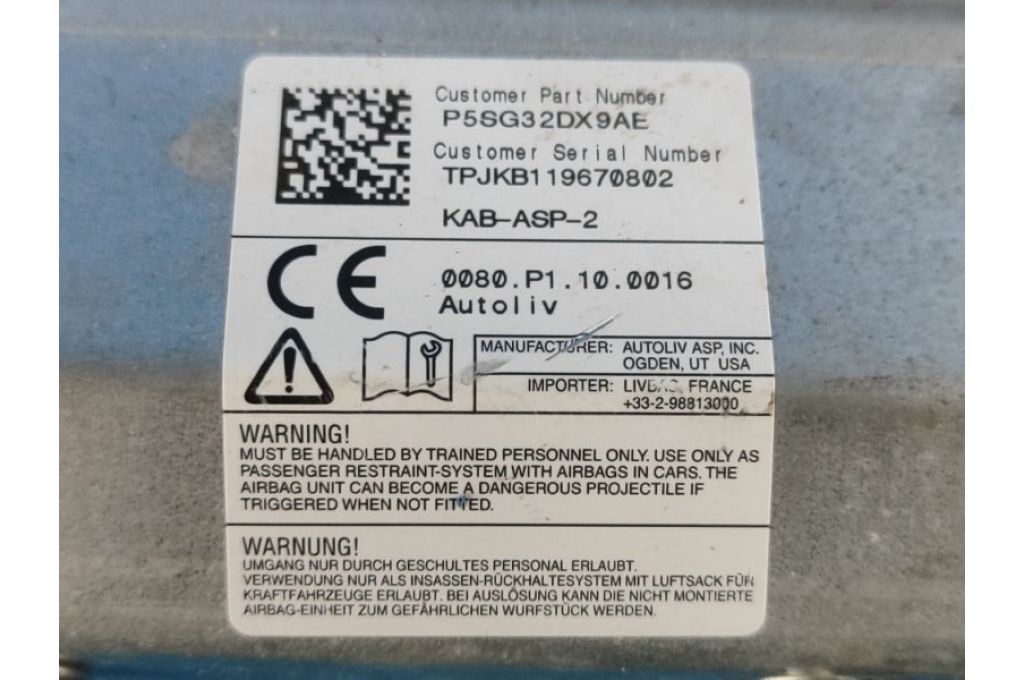 Customer Part Number
P5SG32DX9AE
Customer Serial Number
TPJKB119670802
KAB-ASP-2
CE
0080.P1.10.0016
Autoliv
MANUFACTURER: AUTOLIV ASP, INC.
OGDEN, UT USA
IMPORTER: FRANCE
+33-2-98813000
WARNING!
MUST BE HANDLED BY TRAINED PERSONNEL ONLY. USE ONLY AS
PASSENGER RESTRAINT-SYSTEM WITH AIRBAGS IN CARS. THE
AIRBAG UNIT CAN BECOME A DANGEROUS PROJECTILE IF
TRIGGERED WHEN NOT FITTED.
WARNUNG!
UMGANG NUR DURCH GESCHULTES PERSONAL ERLAUBT.
VERWENDUNG NUR ALS INSASSEN-RÜCKHALTESYSTEM MIT LUFTSACK FÜR
KRAFTFAHRZEUGE ERLAUBT. BEI AUSLÖSUNG KANN DIE NICHT MONTIERTE
AIRBAG-EINHEIT ZUM GEFÄHRLICHEN WURFSTÜCK WERDEN.